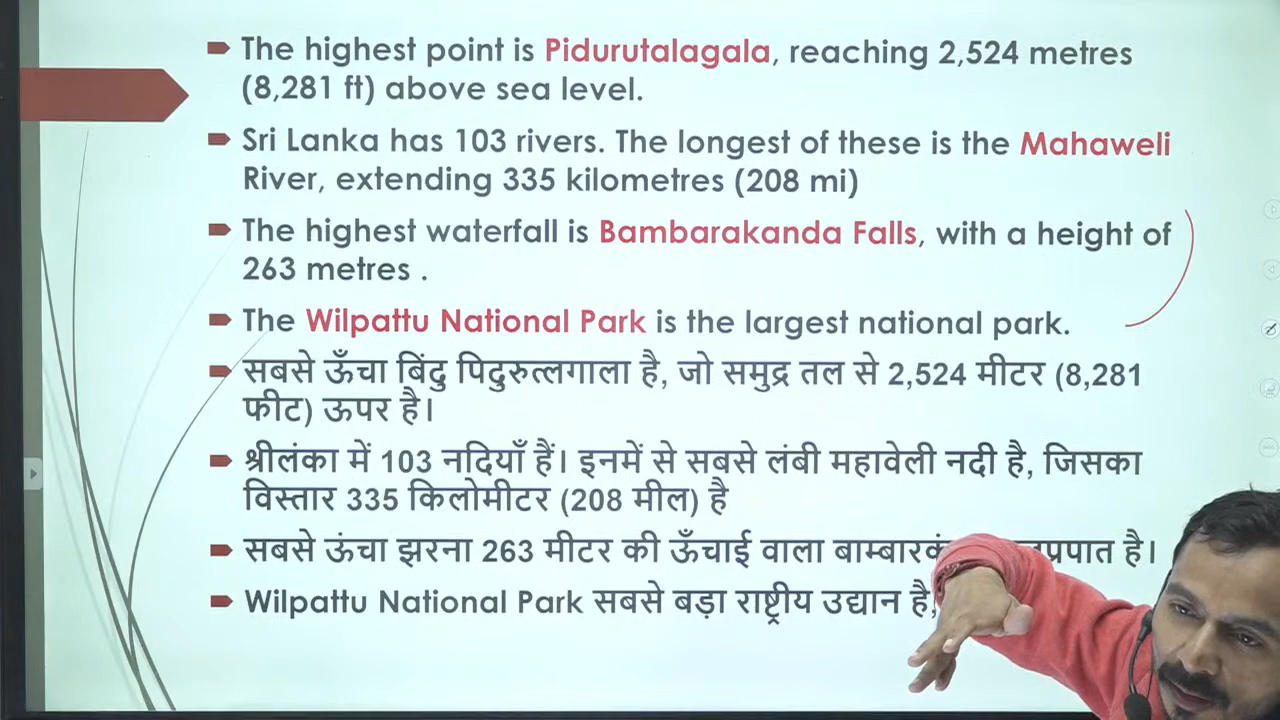 The highest point is Pidurutalagala, reaching 2,524 metres
(8,281 ft) above sea level.
Sri Lanka has 103 rivers. The longest of these is the Mahaweli
River, extending 335 kilometres (208 mi)
The highest waterfall is Bambarakanda Falls, with a height of
263 metres .
The Wilpattu National Park is the largest national park.
सबसे ऊँचा बिंदु पिदुरुत्लगाला है, जो समुद्र तल से 2,524 मीटर (8,281
फीट) ऊपर है।
श्रीलंका में 103 नदियाँ हैं। इनमें से सबसे लंबी महावेली नदी है, जिसका
विस्तार 335 किलोमीटर (208 मील) है
सबसे ऊंचा झरना 263 मीटर की ऊँचाई वाला है।
Wilpattu National Park सबसे बड़ा राष्ट्रीय उद्यान है,